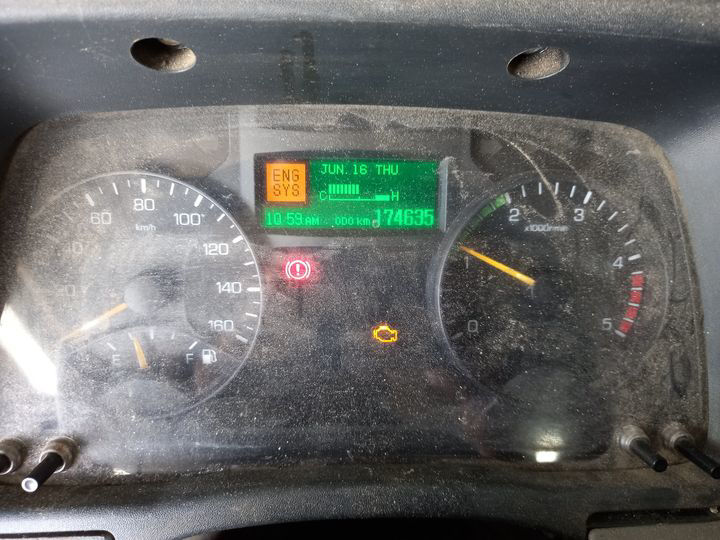 JUN. 16 THU
ENG
SYS
C H
10:59 AM 000 km 174635
60 80 100 120 140 160
km/h
E F
0 2 3 4 5
x1000r/min